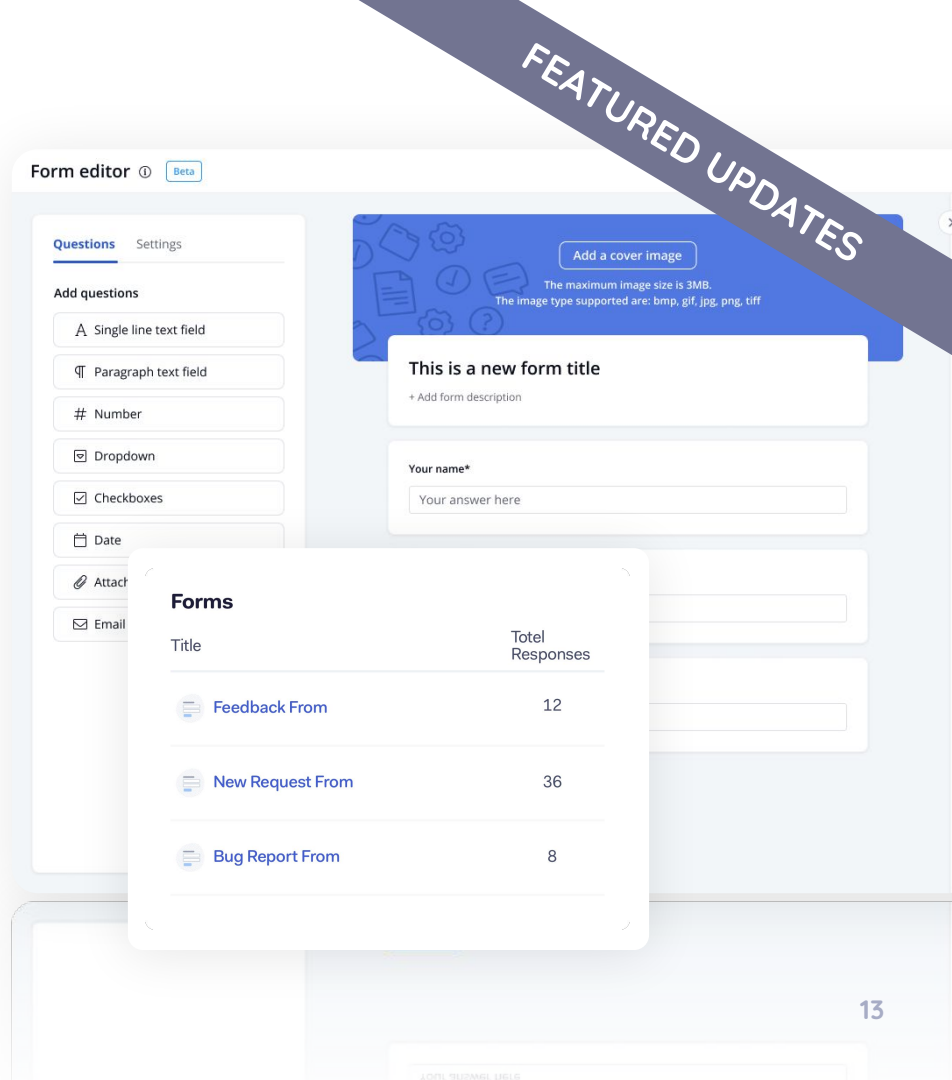 FEATURED UPDATES
Form editor
Beta
Questions Settings
Add questions
Single line text field
Paragraph text field
Number
Dropdown
Checkboxes
Date
Attach
Email
Add a cover image
The maximum image size is 3MB.
The image type supported are: bmp, gif, jpg, png, tiff
This is a new form title
+ Add form description
Your name*
Your answer here
Forms
Title
Totel
Responses
Feedback From 12
New Request From 36
Bug Report From 8
13